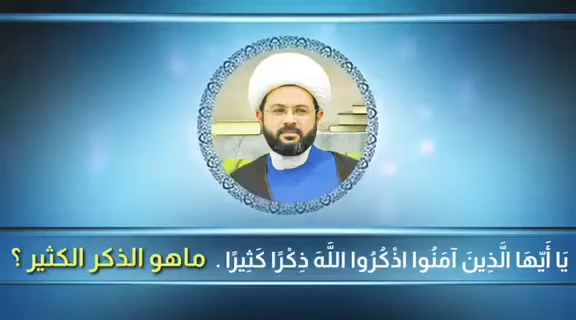 يَا أَيّهَا الَّذِينَ آمَنُوا اذْكُرُوا اللَّهَ ذِكْرًا كَثِيرًا . ماهو الذكر الكثير ؟